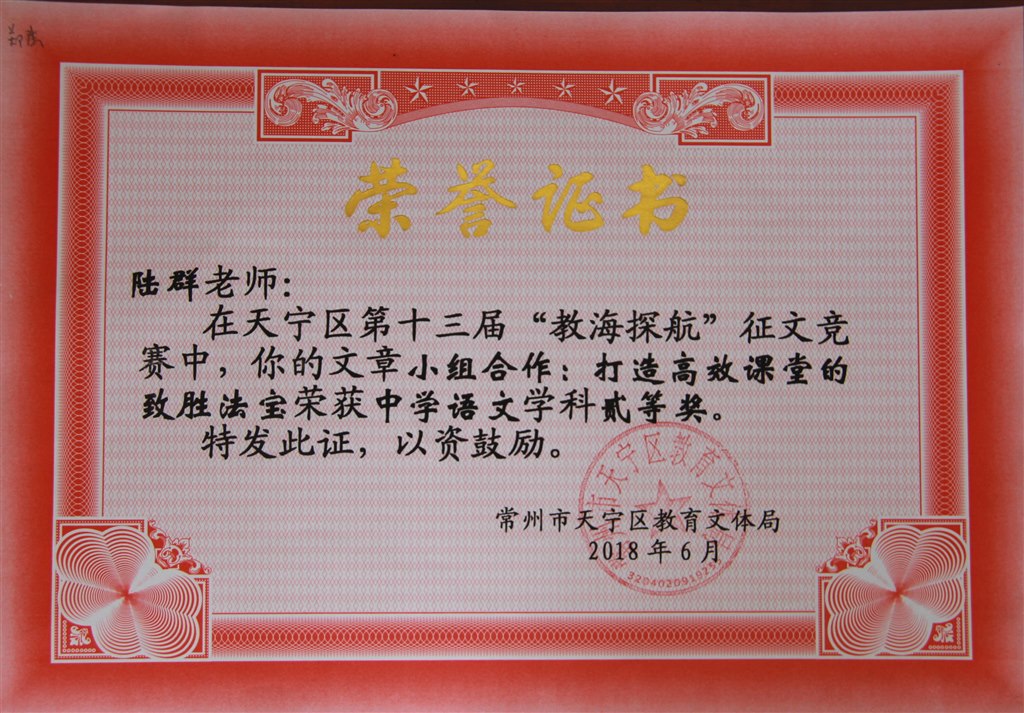 荣誉证书
陆群老师：
在天宁区第十三届“教海探航”征文竞
赛中，你的文章小组合作：打造高效课堂的
致胜法宝荣获中学语文学科贰等奖。
特发此证，以资鼓励。
常州市天宁区教育文体局
2018年6月